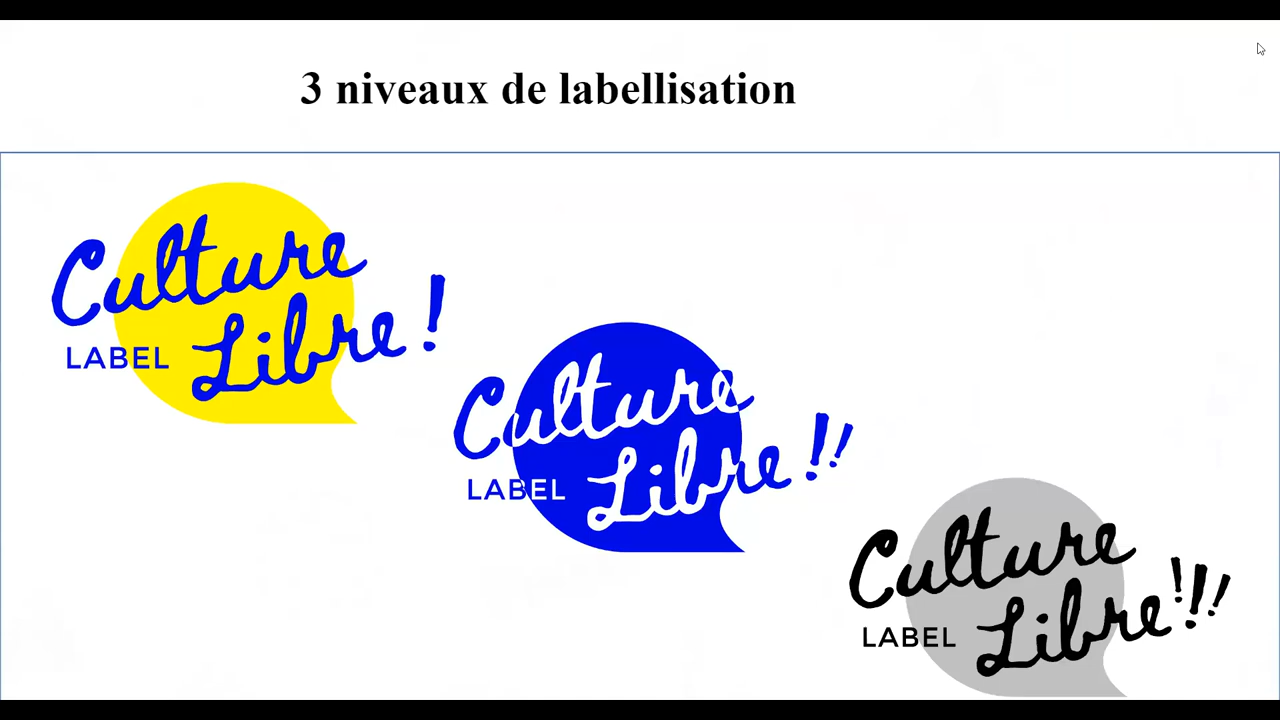 3 niveaux de labellisation
Culture
Libre !
LABEL
Culture
Libre !!
LABEL
Culture
Libre !!!
LABEL